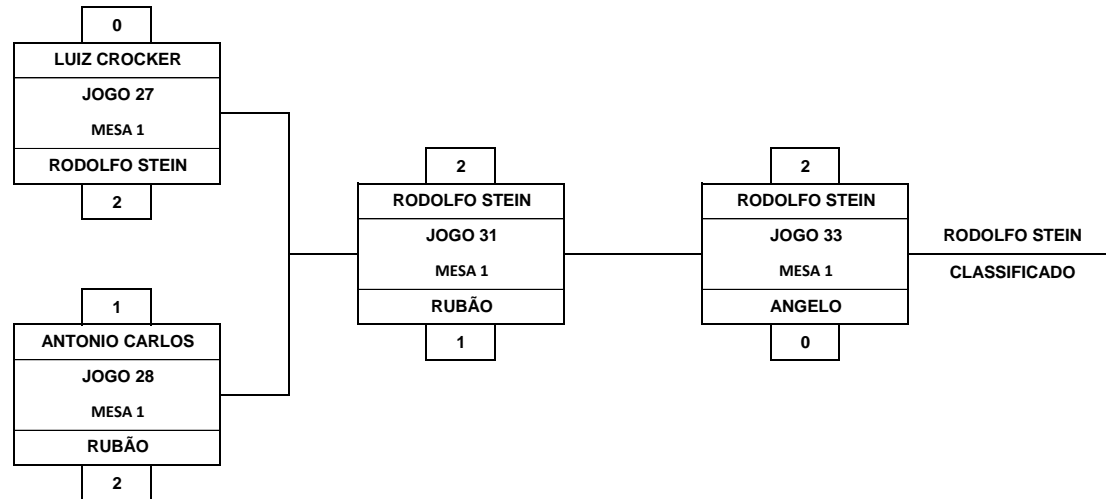 0
LUIZ CROCKER
JOGO 27
MESA 1
RODOLFO STEIN
2
1
ANTONIO CARLOS
JOGO 28
MESA 1
RUBÃO
2
2
RODOLFO STEIN
JOGO 31
MESA 1
RUBÃO
1
2
RODOLFO STEIN
JOGO 33
MESA 1
ANGELO
0
RODOLFO STEIN
CLASSIFICADO